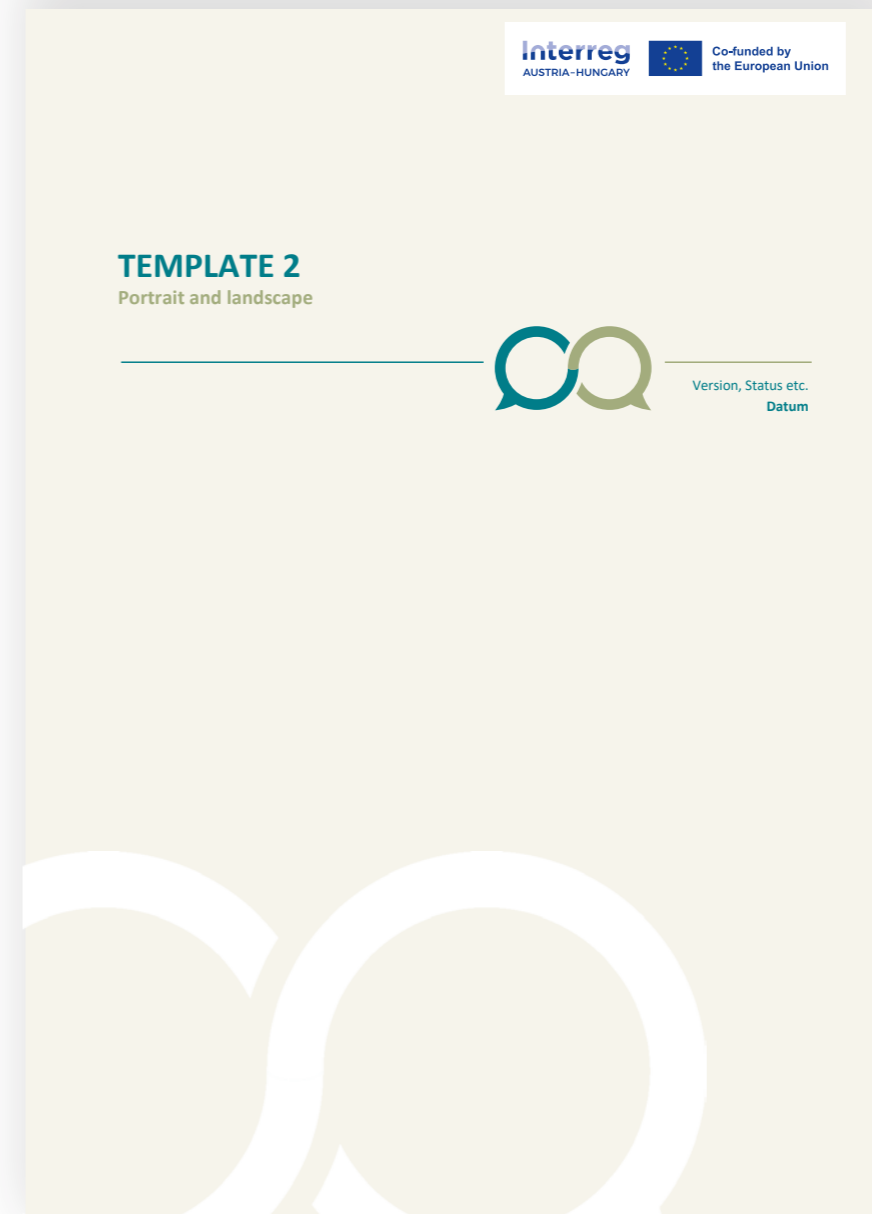 Interreg
AUSTRIA–HUNGARY
Co-funded by
the European Union
TEMPLATE 2
Portrait and landscape
Version, Status etc.
Datum